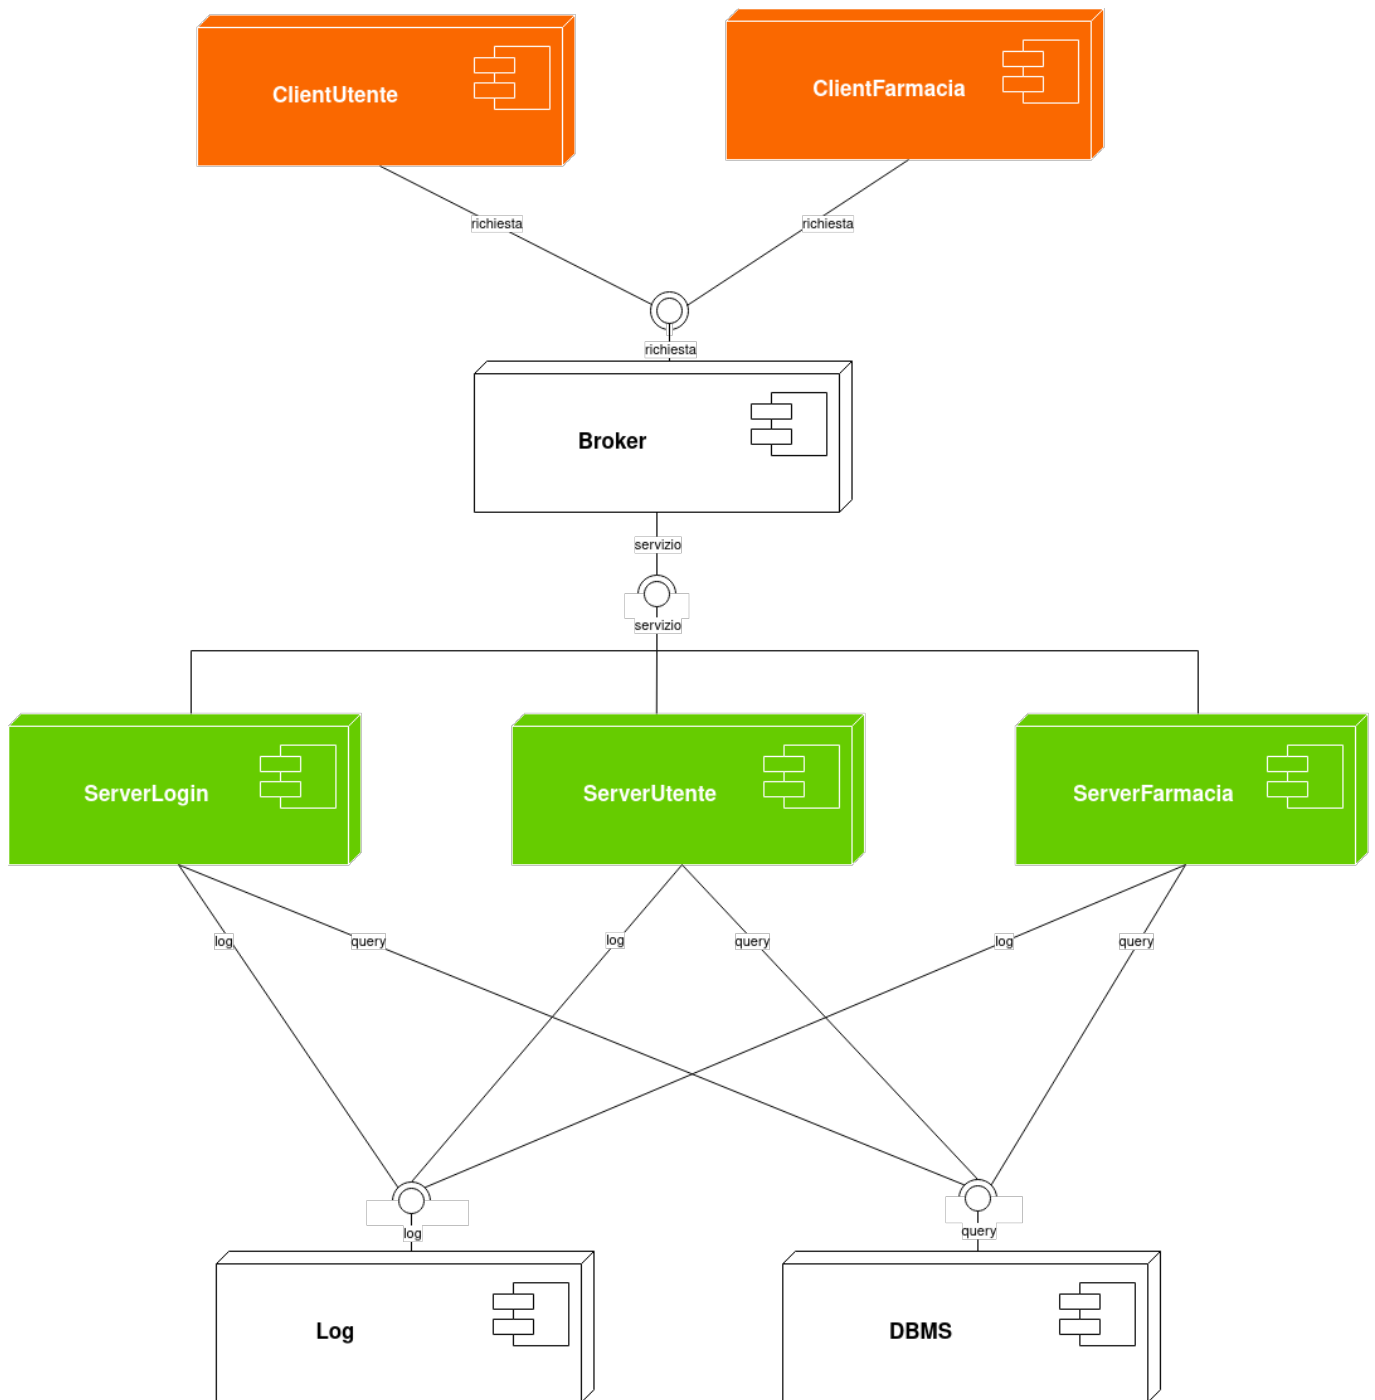 ClientUtente
ClientFarmacia
richiesta
richiesta
richiesta
Broker
servizio
servizio
ServerLogin
ServerUtente
ServerFarmacia
log
query
log
query
log
query
log
query
Log
DBMS